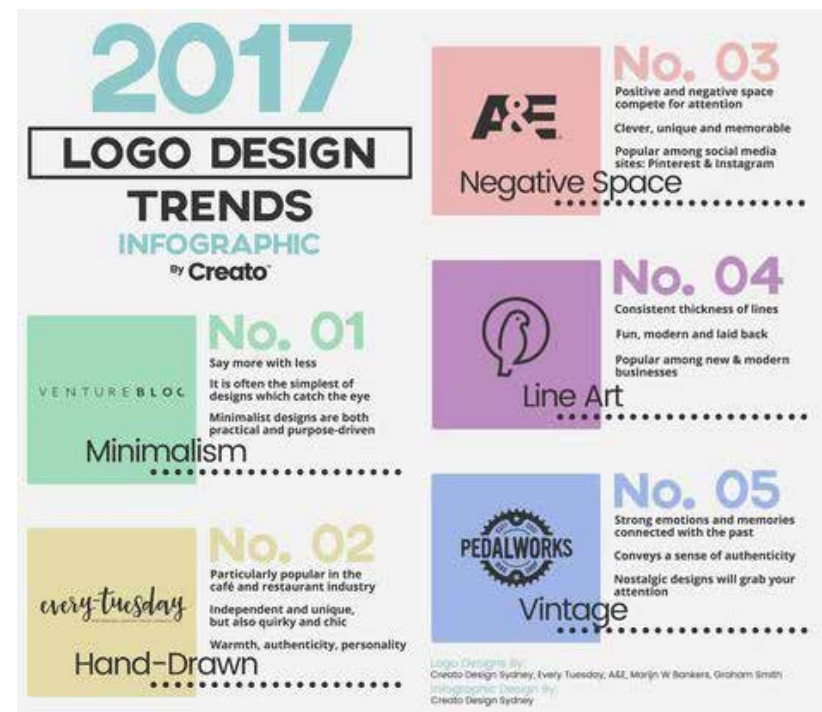 2017
LOGO DESIGN
TRENDS
INFOGRAPHIC
By Creato™
No. 01
VENTUREBLOC
Say more with less
It is often the simplest of
designs which catch the eye
Minimalist designs are both
practical and purpose-driven
Minimalism
No. 02
every-tuesday
Particularly popular in the
café and restaurant industry
Independent and unique,
but also quirky and chic
Warmth, authenticity, personality
Hand-Drawn
No. 03
A&E
Positive and negative space
compete for attention
Clever, unique and memorable
Popular among social media
sites: Pinterest & Instagram
Negative Space
No. 04
Consistent thickness of lines
Fun, modern and laid back
Popular among new & modern
businesses
Line Art
No. 05
PEDALWORKS
Strong emotions and memories
connected with the past
Conveys a sense of authenticity
Nostalgic designs will grab your
attention
Vintage
Logo Designs By:
Creato Design Sydney, Every Tuesday, A&E, Marijn W Bankers, Graham Smith
Infographic Design By:
Creato Design Sydney